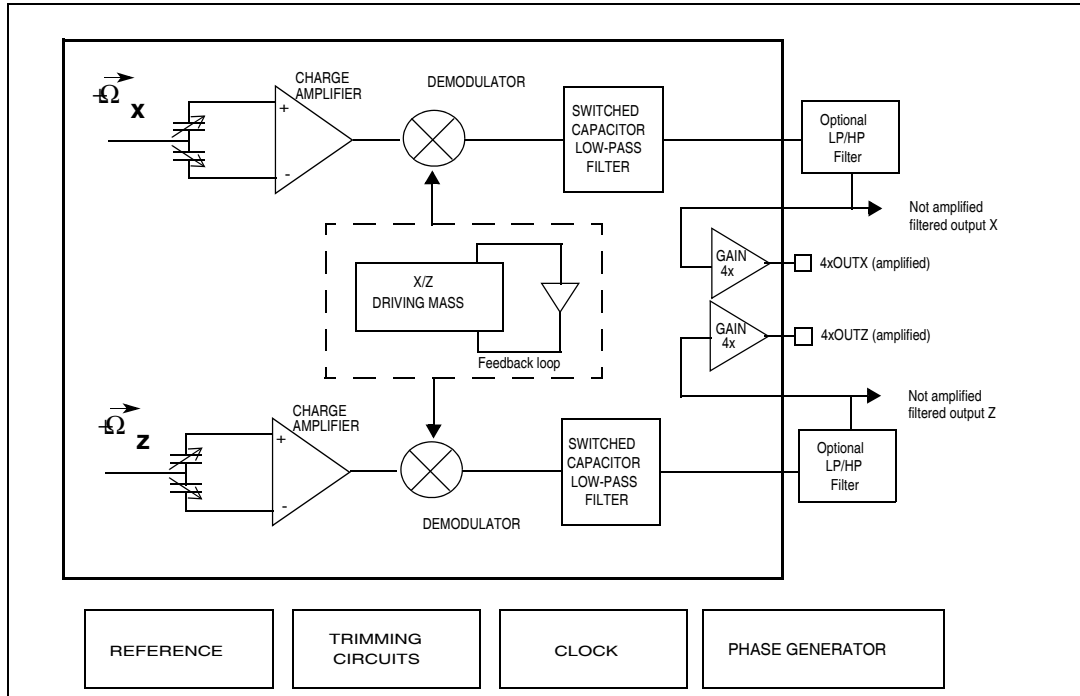 +Ω x
CHARGE
AMPLIFIER
+
-
DEMODULATOR
SWITCHED
CAPACITOR
LOW-PASS
FILTER
Optional
LP/HP
Filter
Not amplified
filtered output X
GAIN
4x
4xOUTX (amplified)
X/Z
DRIVING MASS
Feedback loop
GAIN
4x
4xOUTZ (amplified)
Not amplified
filtered output Z
+Ω z
CHARGE
AMPLIFIER
+
-
DEMODULATOR
SWITCHED
CAPACITOR
LOW-PASS
FILTER
Optional
LP/HP
Filter
REFERENCE
TRIMMING
CIRCUITS
CLOCK
PHASE GENERATOR